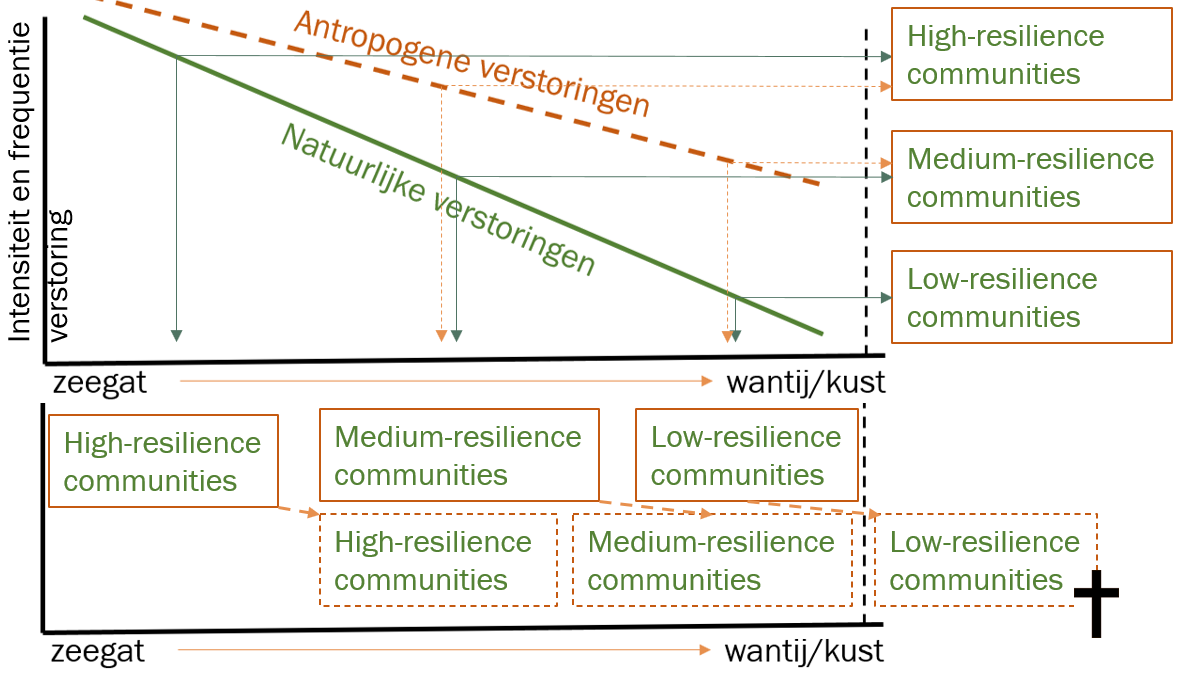 Intensiteit en frequentie
verstoring
Antropogene verstoringen
Natuurlijke verstoringen
High-resilience
communities
Medium-resilience
communities
Low-resilience
communities
zeegat
wantij/kust
High-resilience
communities
Medium-resilience
communities
Low-resilience
communities
High-resilience
communities
Medium-resilience
communities
Low-resilience
communities
zeegat
wantij/kust